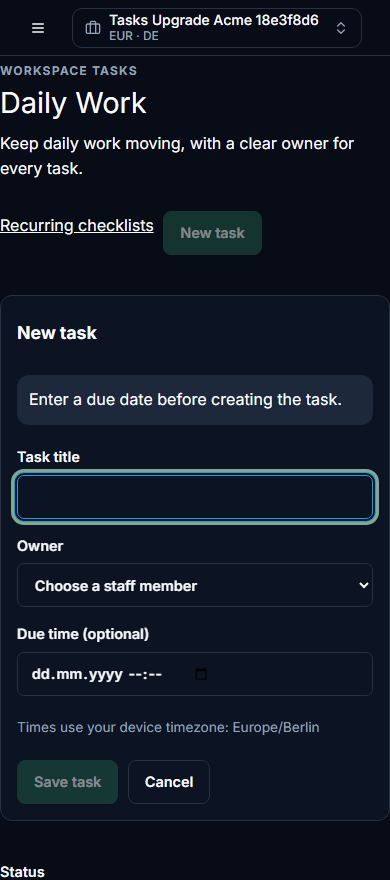 Tasks Upgrade Acme 18e3f8d6
EUR · DE
WORKSPACE TASKS
Daily Work
Keep daily work moving, with a clear owner for
every task.
Recurring checklists
New task
New task
Enter a due date before creating the task.
Task title
Owner
Choose a staff member
Due time (optional)
dd.mm.yyyy --:--
Times use your device timezone: Europe/Berlin
Save task
Cancel
Status